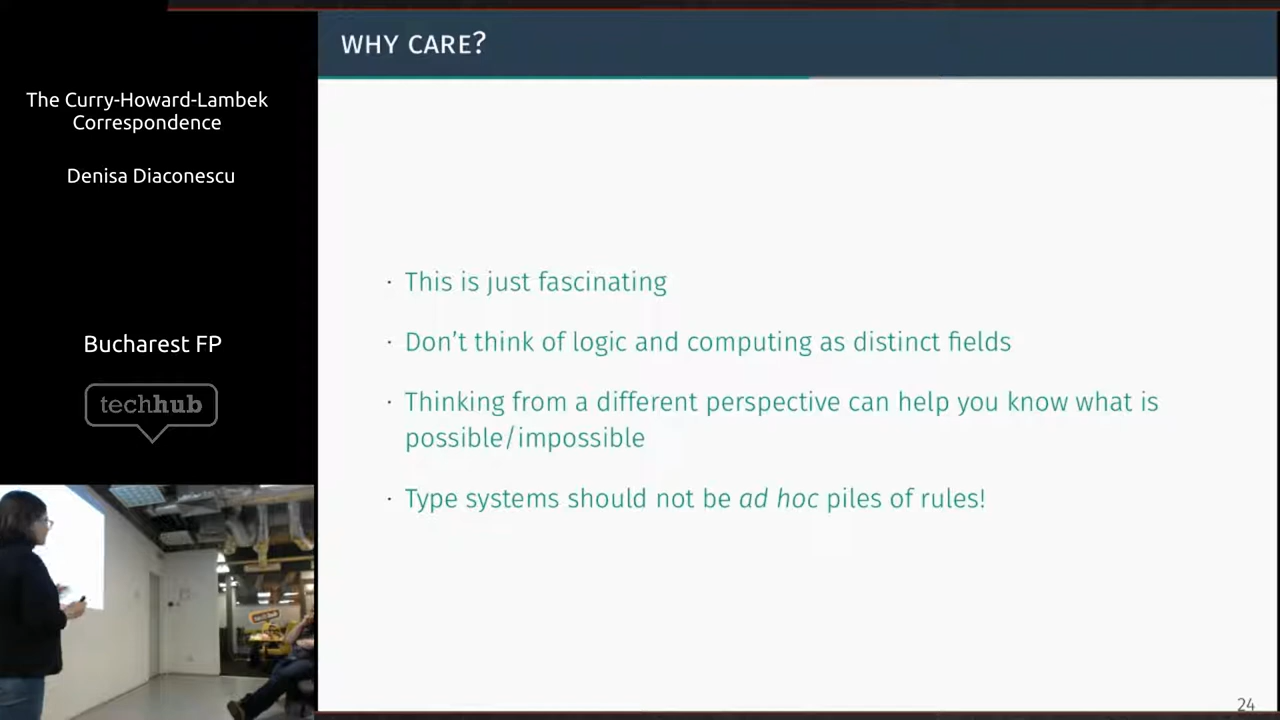 The Curry-Howard-Lambek
Correspondence
Denisa Diaconescu
Bucharest FP
techhub
WHY CARE?
· This is just fascinating
· Don’t think of logic and computing as distinct fields
· Thinking from a different perspective can help you know what is
possible/impossible
· Type systems should not be ad hoc piles of rules!
24